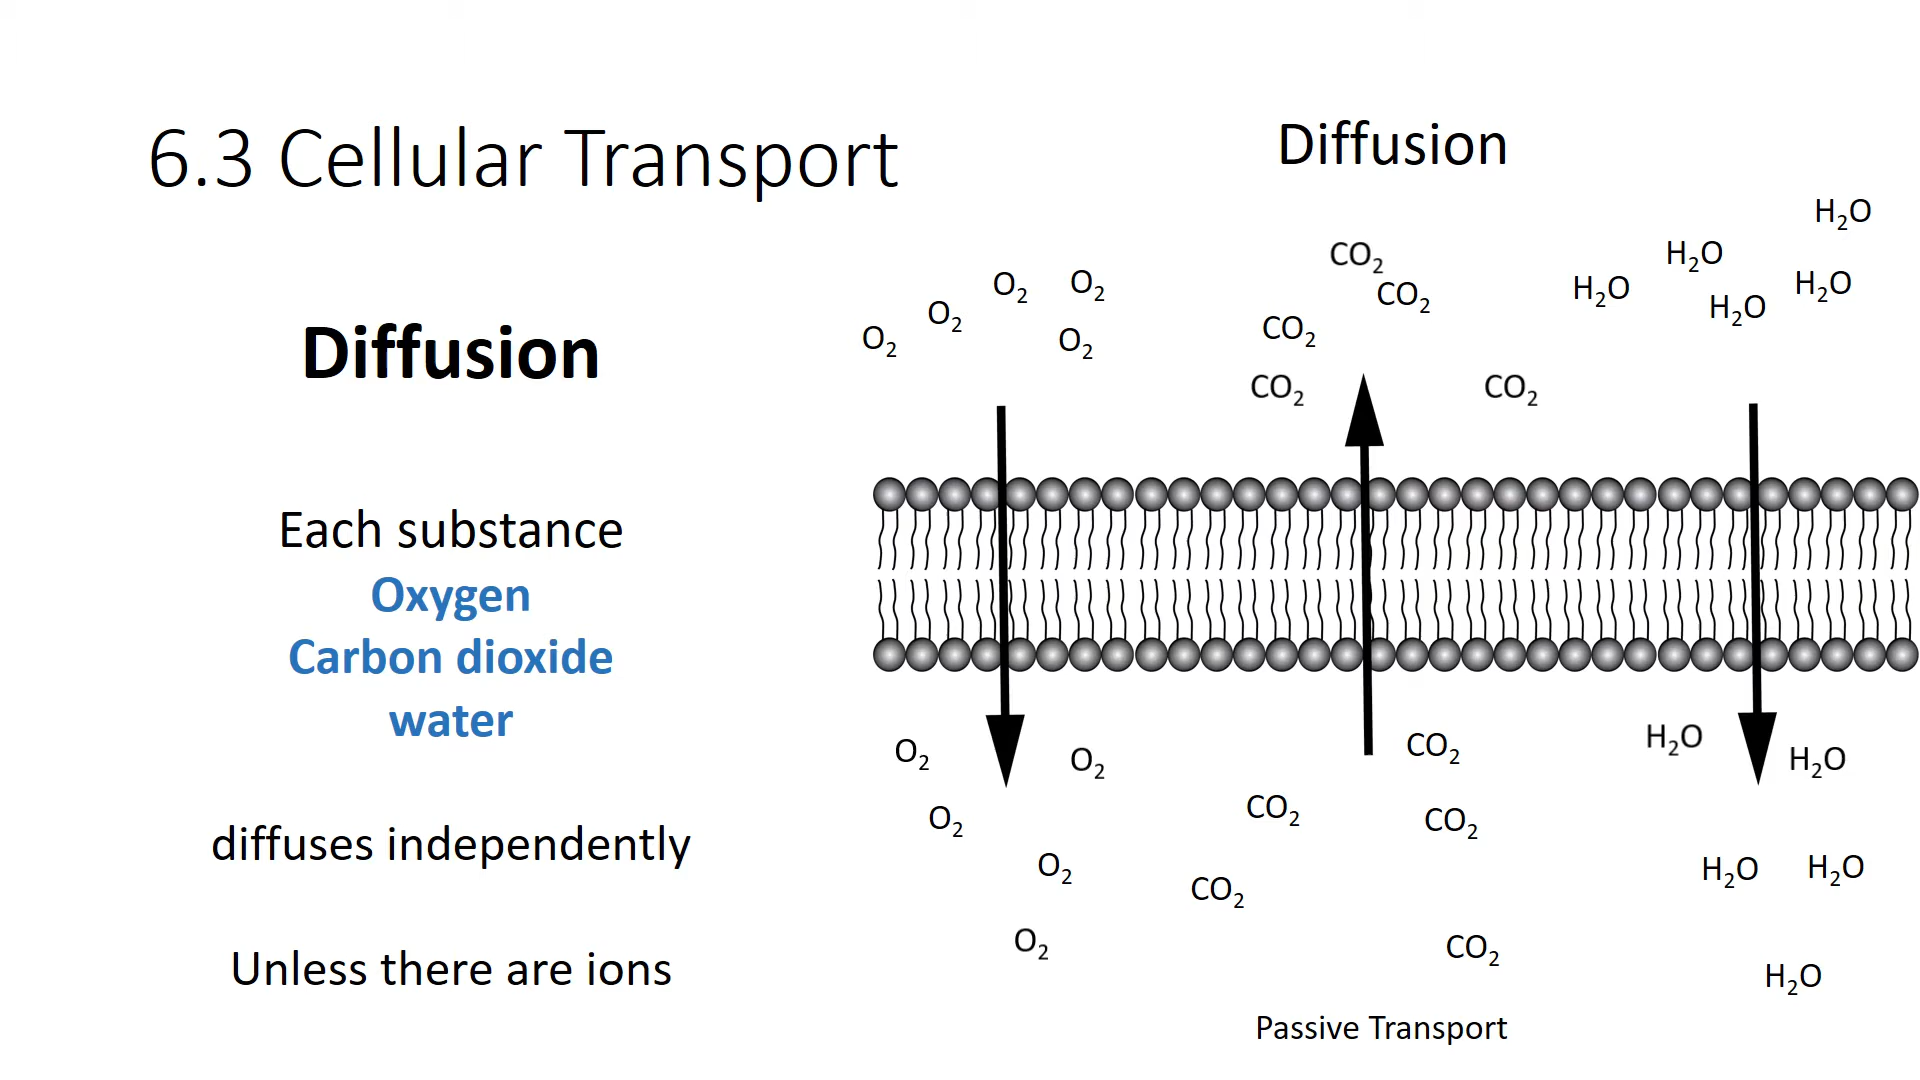 6.3 Cellular Transport
Diffusion
Each substance
Oxygen
Carbon dioxide
water
diffuses independently
Unless there are ions
Diffusion
O₂
O₂
O₂
O₂
O₂
CO₂
CO₂
CO₂
CO₂
CO₂
H₂O
H₂O
H₂O
H₂O
H₂O
O₂
O₂
O₂
O₂
O₂
CO₂
CO₂
CO₂
CO₂
CO₂
H₂O
H₂O
H₂O
H₂O
H₂O
Passive Transport